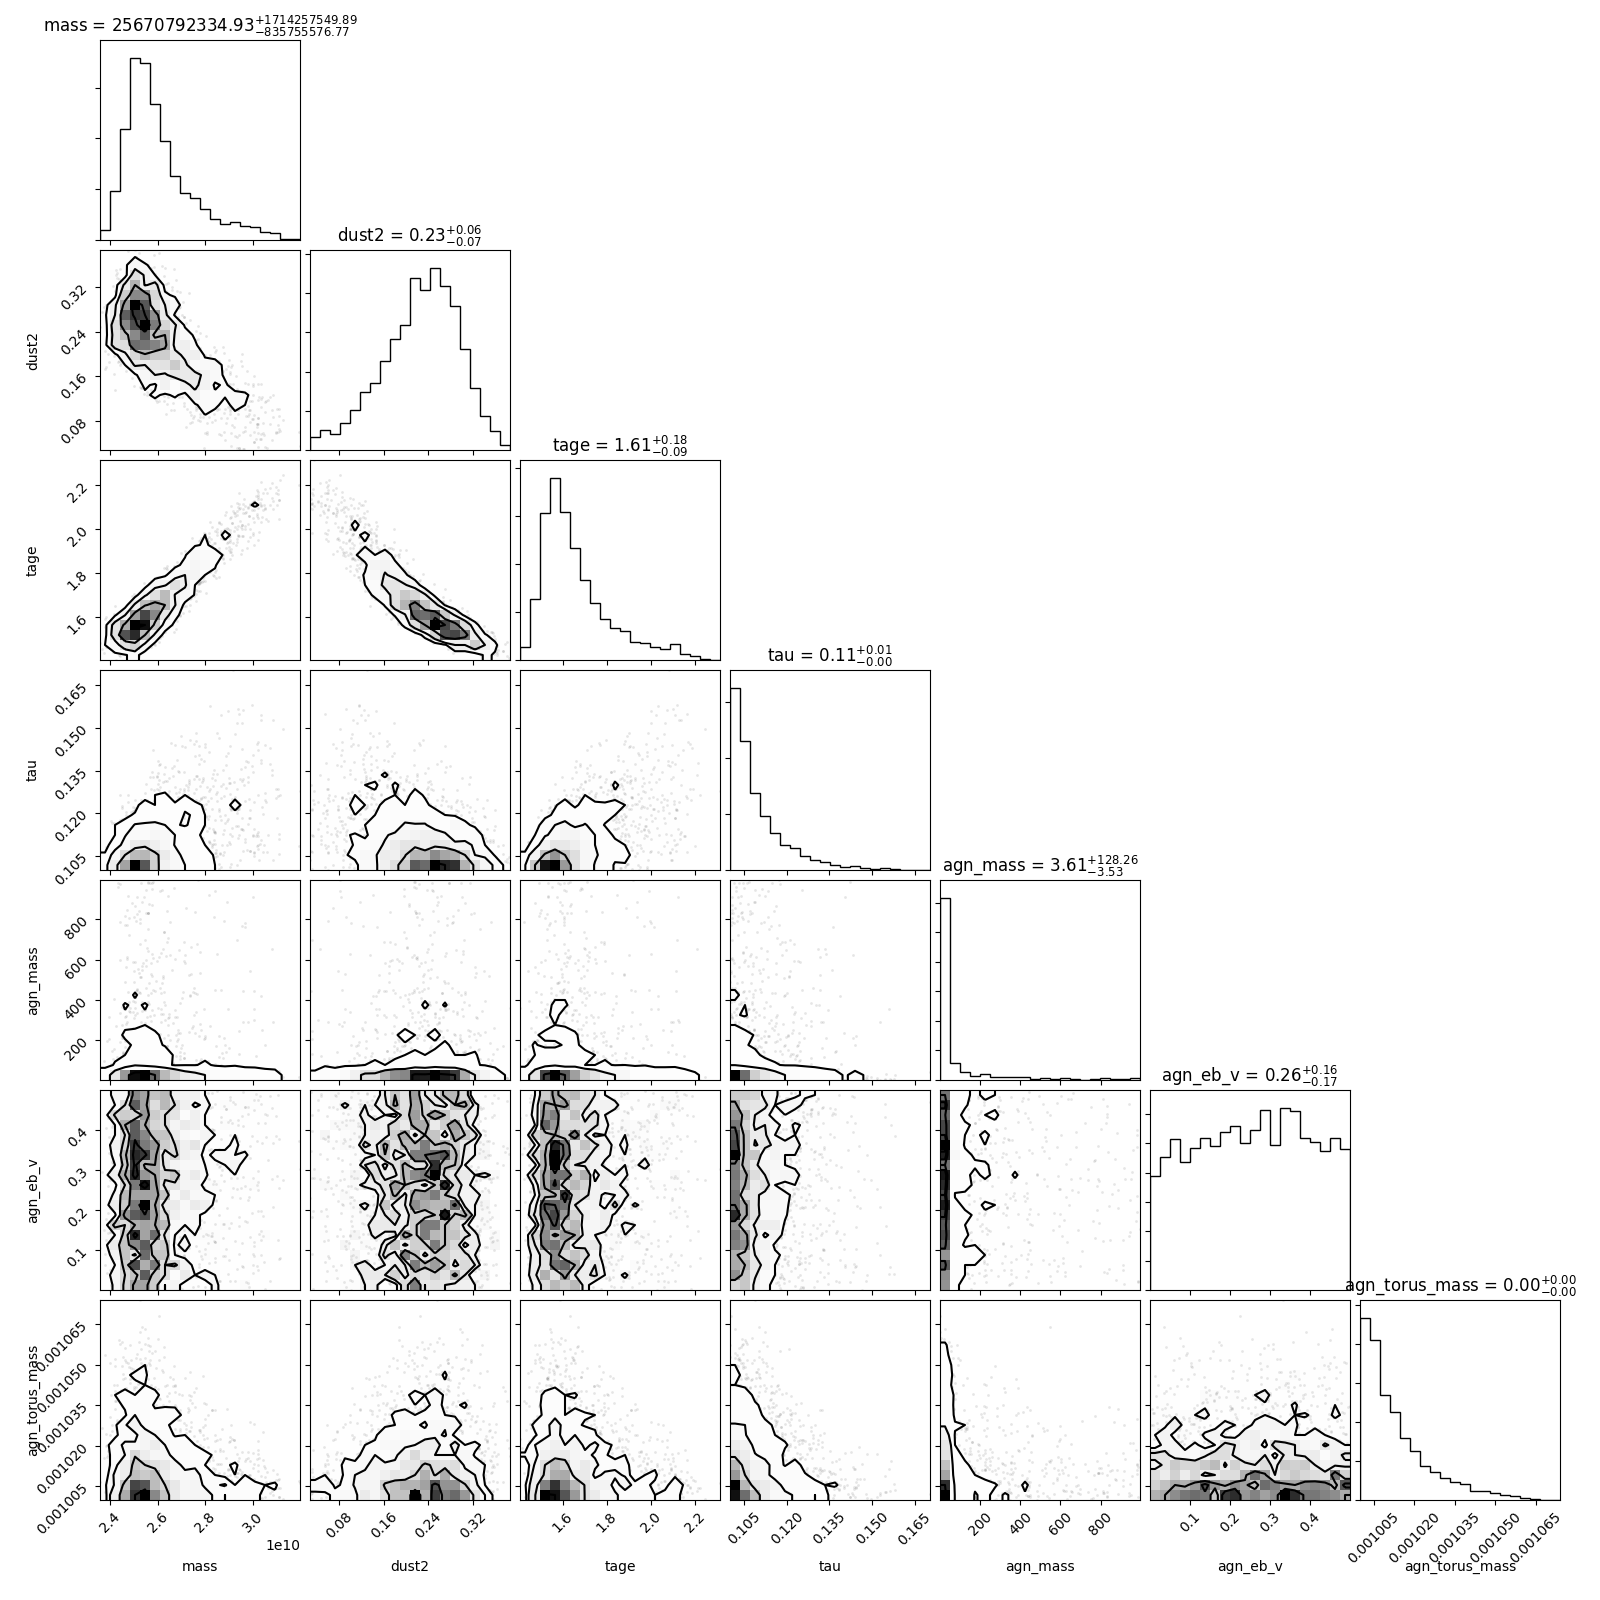 mass = 25670792334.93 +1714257549.89 −835755576.77
dust2 = 0.23 +0.06 −0.07
0.32
0.24
0.16
0.08
dust2
tage = 1.61 +0.18 −0.09
2.2
2.0
1.8
1.6
tage
tau = 0.11 +0.01 −0.00
0.165
0.150
0.135
0.120
0.105
tau
agn_mass = 3.61 +128.26 −3.53
800
600
400
200
agn_mass
agn_eb_v = 0.26 +0.16 −0.17
0.4
0.3
0.2
0.1
agn_eb_v
agn_torus_mass = 0.00 +0.00 −0.00
0.001065
0.001050
0.001035
0.001020
0.001005
agn_torus_mass
2.4 2.6 2.8 3.0
1e10
mass
0.08 0.16 0.24 0.32
dust2
1.6 1.8 2.0 2.2
tage
0.105 0.120 0.135 0.150 0.165
tau
200 400 600 800
agn_mass
0.1 0.2 0.3 0.4
agn_eb_v
0.001005 0.001020 0.001035 0.001050 0.001065
agn_torus_mass